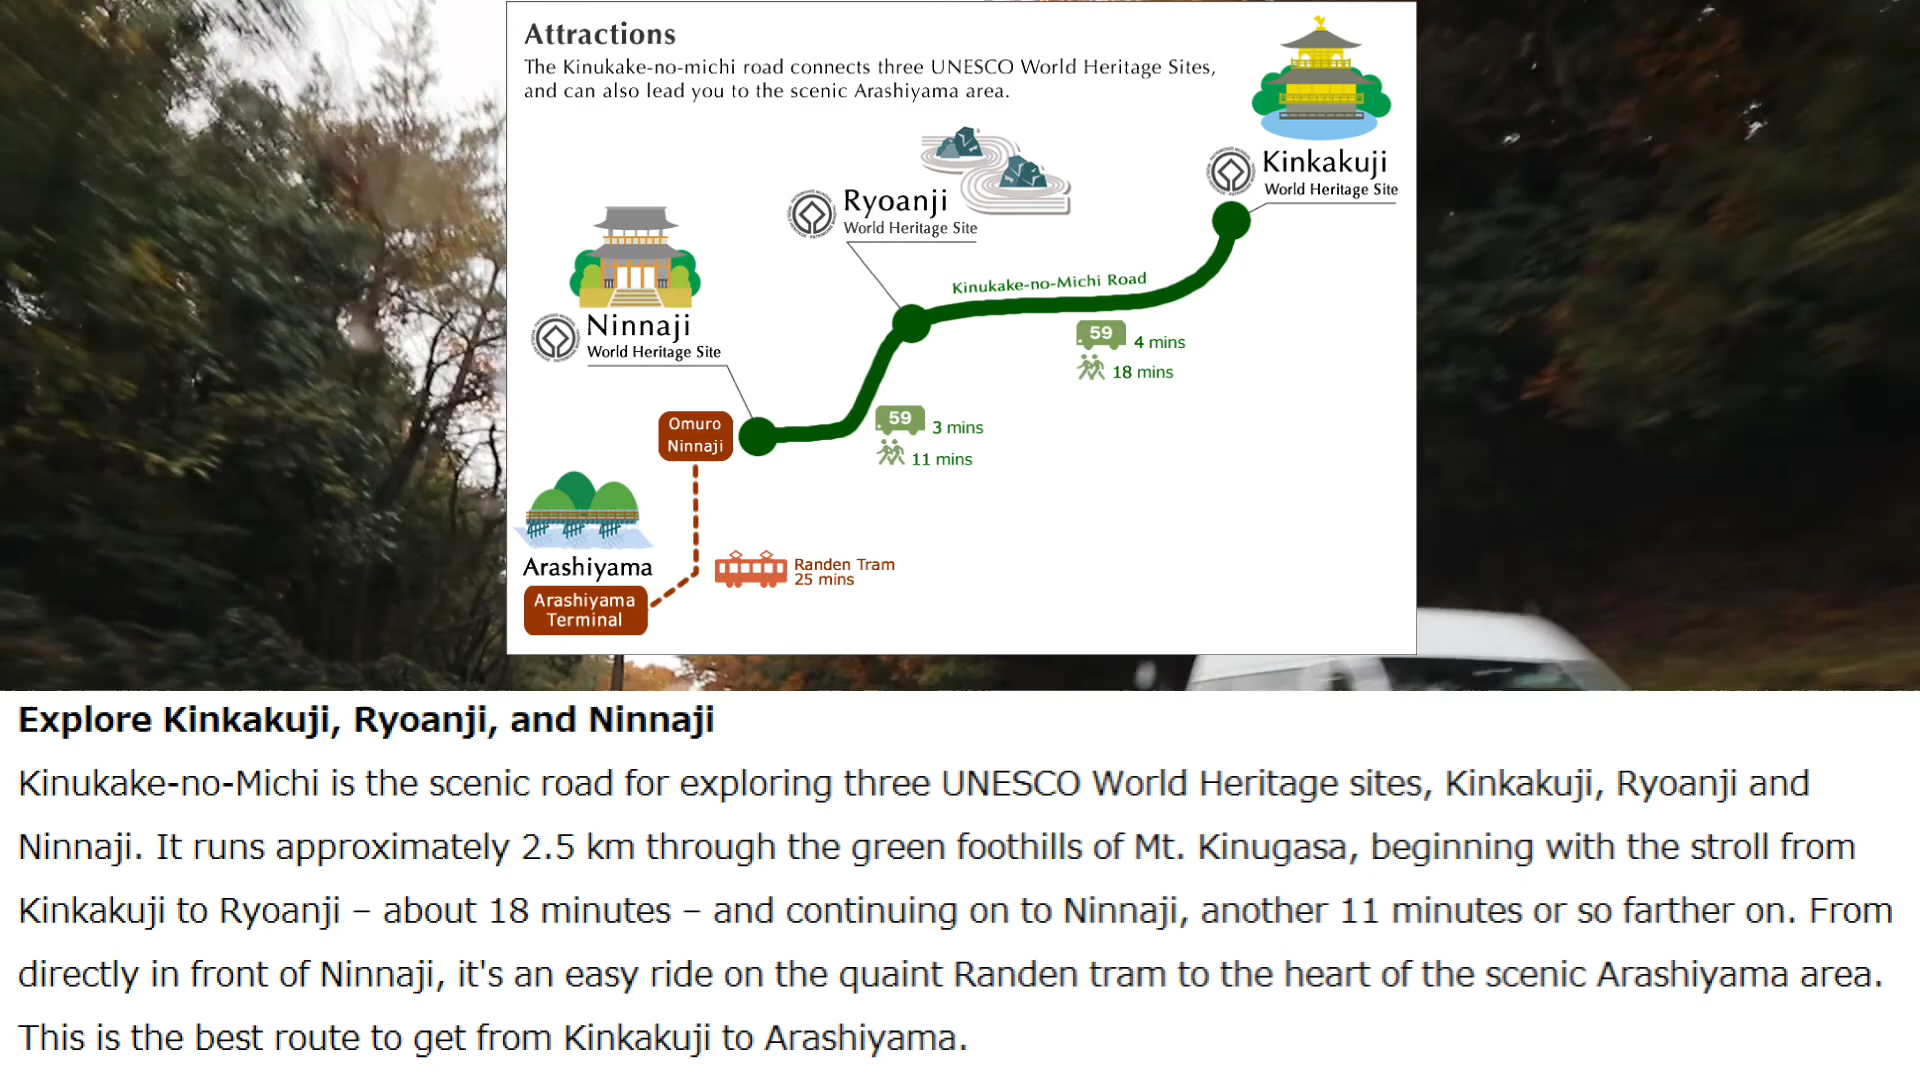 Attractions
The Kinukake-no-michi road connects three UNESCO World Heritage Sites,
and can also lead you to the scenic Arashiyama area.
Kinkakuji
World Heritage Site
Ryoanji
World Heritage Site
Kinukake-no-Michi Road
Ninnaji
World Heritage Site
59 4 mins
18 mins
Omuro
Ninnaji
59 3 mins
11 mins
Arashiyama
Arashiyama
Terminal
Randen Tram
25 mins
Explore Kinkakuji, Ryoanji, and Ninnaji
Kinukake-no-Michi is the scenic road for exploring three UNESCO World Heritage sites, Kinkakuji, Ryoanji and
Ninnaji. It runs approximately 2.5 km through the green foothills of Mt. Kinugasa, beginning with the stroll from
Kinkakuji to Ryoanji – about 18 minutes – and continuing on to Ninnaji, another 11 minutes or so farther on. From
directly in front of Ninnaji, it's an easy ride on the quaint Randen tram to the heart of the scenic Arashiyama area.
This is the best route to get from Kinkakuji to Arashiyama.